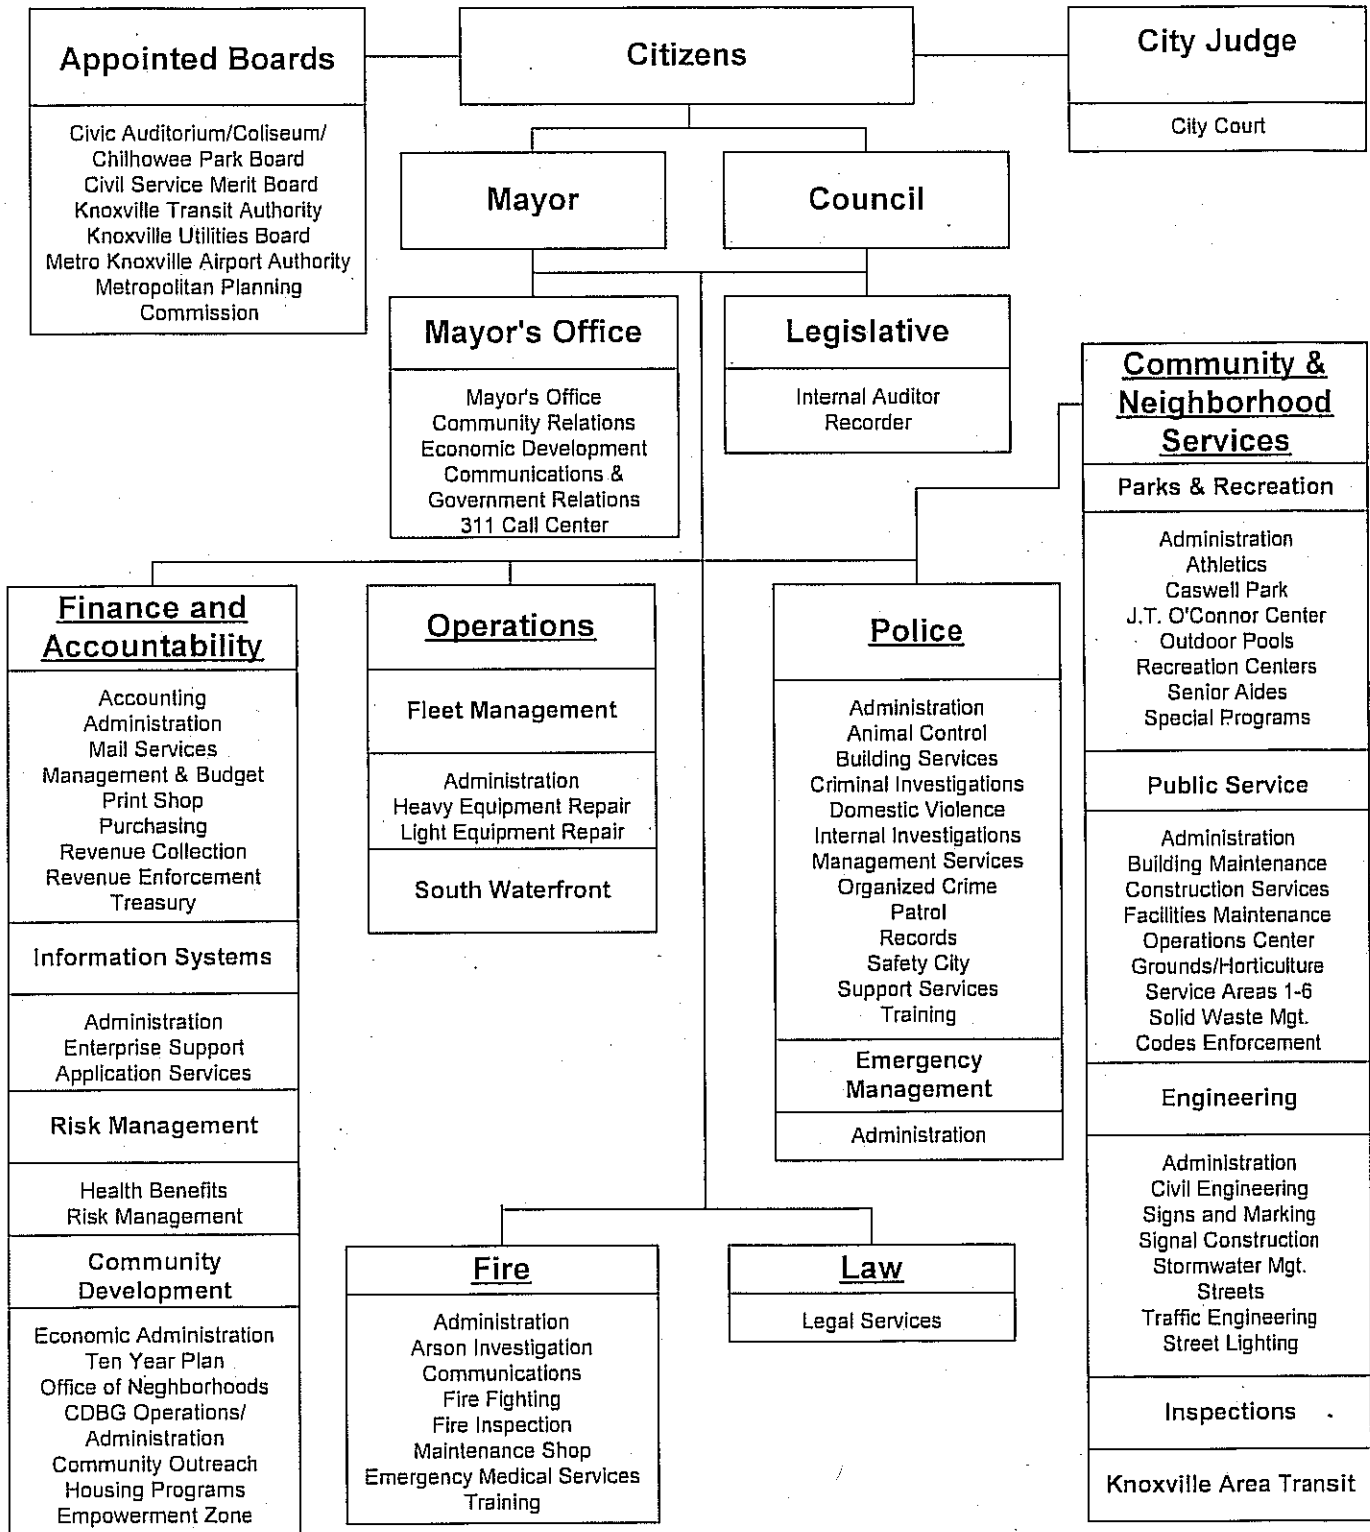 Appointed Boards
Civic Auditorium/Coliseum/
Chilhowee Park Board
Civil Service Merit Board
Knoxville Transit Authority
Knoxville Utilities Board
Metro Knoxville Airport Authority
Metropolitan Planning
Commission
Citizens
City Judge
City Court
Mayor
Council
Mayor's Office
Mayor's Office
Community Relations
Economic Development
Communications &
Government Relations
311 Call Center
Legislative
Internal Auditor
Recorder
Community &
Neighborhood
Services
Parks & Recreation
Administration
Athletics
Caswell Park
J.T. O'Connor Center
Outdoor Pools
Recreation Centers
Senior Aides
Special Programs
Public Service
Administration
Building Maintenance
Construction Services
Facilities Maintenance
Operations Center
Grounds/Horticulture
Service Areas 1-6
Solid Waste Mgt.
Codes Enforcement
Engineering
Administration
Civil Engineering
Signs and Marking
Signal Construction
Stormwater Mgt.
Streets
Traffic Engineering
Street Lighting
Inspections
Knoxville Area Transit
Finance and
Accountability
Accounting
Administration
Mail Services
Management & Budget
Print Shop
Purchasing
Revenue Collection
Revenue Enforcement
Treasury
Information Systems
Administration
Enterprise Support
Application Services
Risk Management
Health Benefits
Risk Management
Community
Development
Economic Administration
Ten Year Plan
Office of Neghborhoods
CDBG Operations/
Administration
Community Outreach
Housing Programs
Empowerment Zone
Operations
Fleet Management
Administration
Heavy Equipment Repair
Light Equipment Repair
South Waterfront
Police
Administration
Animal Control
Building Services
Criminal Investigations
Domestic Violence
Internal Investigations
Management Services
Organized Crime
Patrol
Records
Safety City
Support Services
Training
Emergency
Management
Administration
Fire
Administration
Arson Investigation
Communications
Fire Fighting
Fire Inspection
Maintenance Shop
Emergency Medical Services
Training
Law
Legal Services